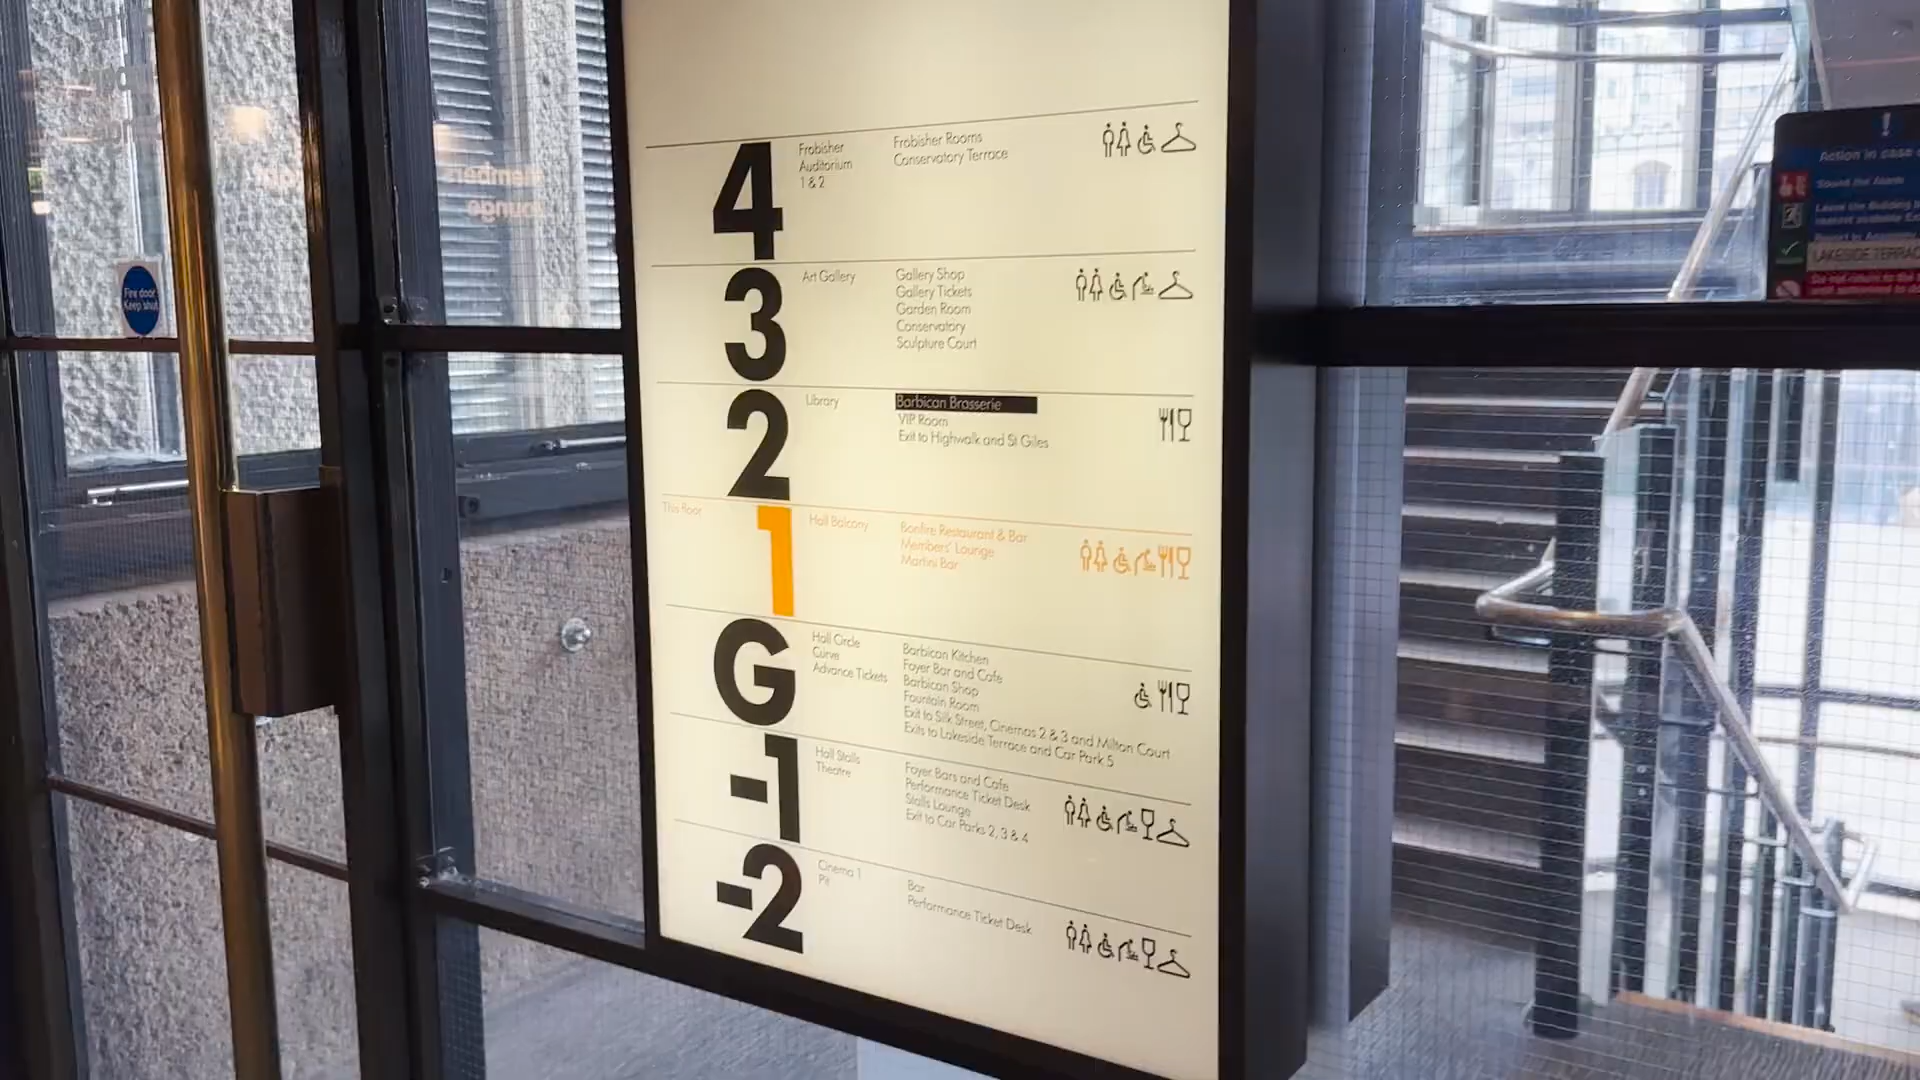 4
Frobisher
Auditorium
1 & 2
Frobisher Rooms
Conservatory Terrace
3
Art Gallery
Gallery Shop
Gallery Tickets
Garden Room
Conservatory
Sculpture Court
2
Library
Barbican Brasserie
VIP Room
Exit to Highwalk and St Giles
This floor
1
Hall Balcony
Bonfire Restaurant & Bar
Members' Lounge
Martini Bar
G
Hall Circle
Curve
Advance Tickets
Barbican Kitchen
Foyer Bar and Cafe
Barbican Shop
Fountain Room
Exit to Silk Street, Cinemas 2 & 3 and Milton Court
Exits to Lakeside Terrace and Car Park 5
-1
Hall Stalls
Theatre
Foyer Bars and Cafe
Performance Ticket Desk
Stalls Lounge
Exit to Car Parks 2, 3 & 4
-2
Cinema 1
Pit
Bar
Performance Ticket Desk
Fire door
Keep shut
Members'
Lounge
Action in case
Sound the Alarm
Leave the Building
LAKESIDE TERRAC